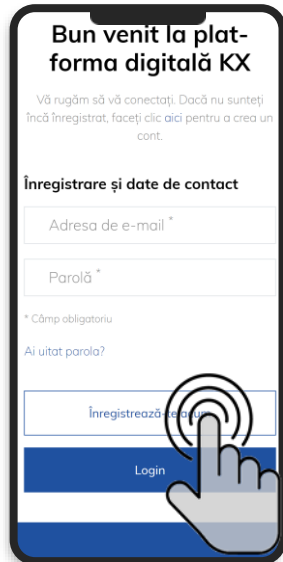 Bun venit la plat-
forma digitală KX
Vă rugăm să vă conectați. Dacă nu sunteți
încă înregistrat, faceți clic aici pentru a crea un
cont.
Înregistrare și date de contact
Adresa de e-mail *
Parolă *
* Câmp obligatoriu
Ai uitat parola?
Înregistrează-te acum
Login